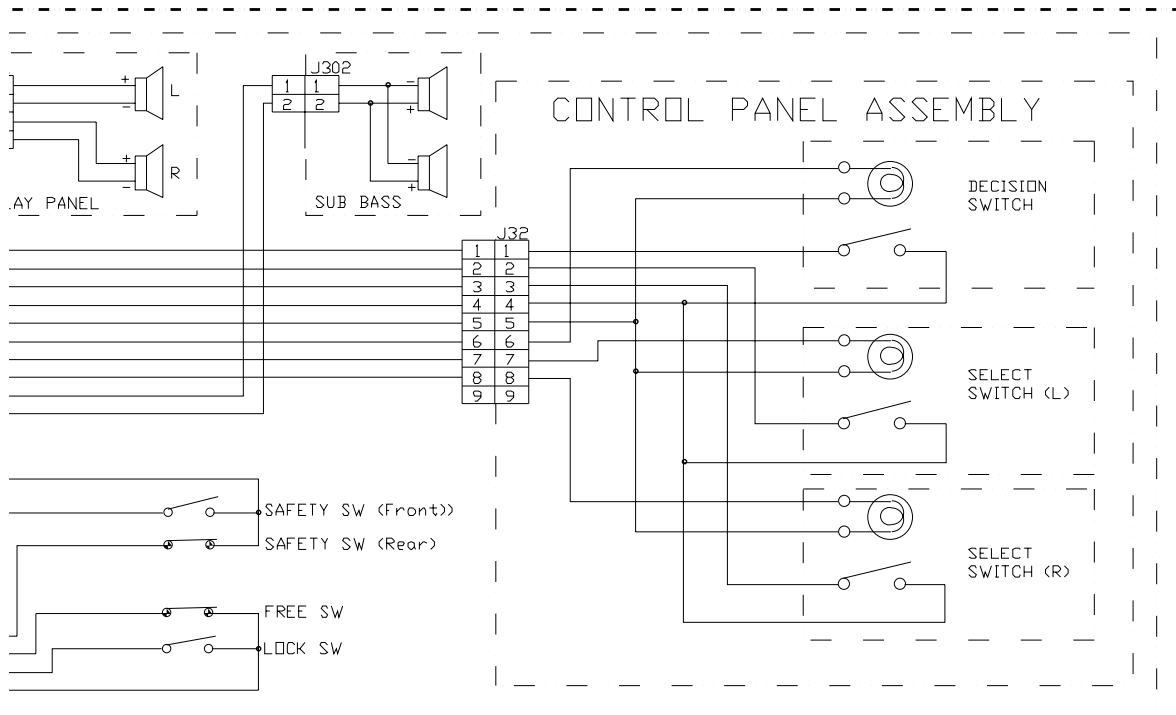 J302
+
-
L
1 1
2 2
-
+
+
-
R
-
+
AY PANEL
SUB BASS
CONTROL PANEL ASSEMBLY
DECISION
SWITCH
J32
1 1
2 2
3 3
4 4
5 5
6 6
7 7
8 8
9 9
SELECT
SWITCH (L)
SAFETY SW (Front))
SAFETY SW (Rear)
SELECT
SWITCH (R)
FREE SW
LOCK SW